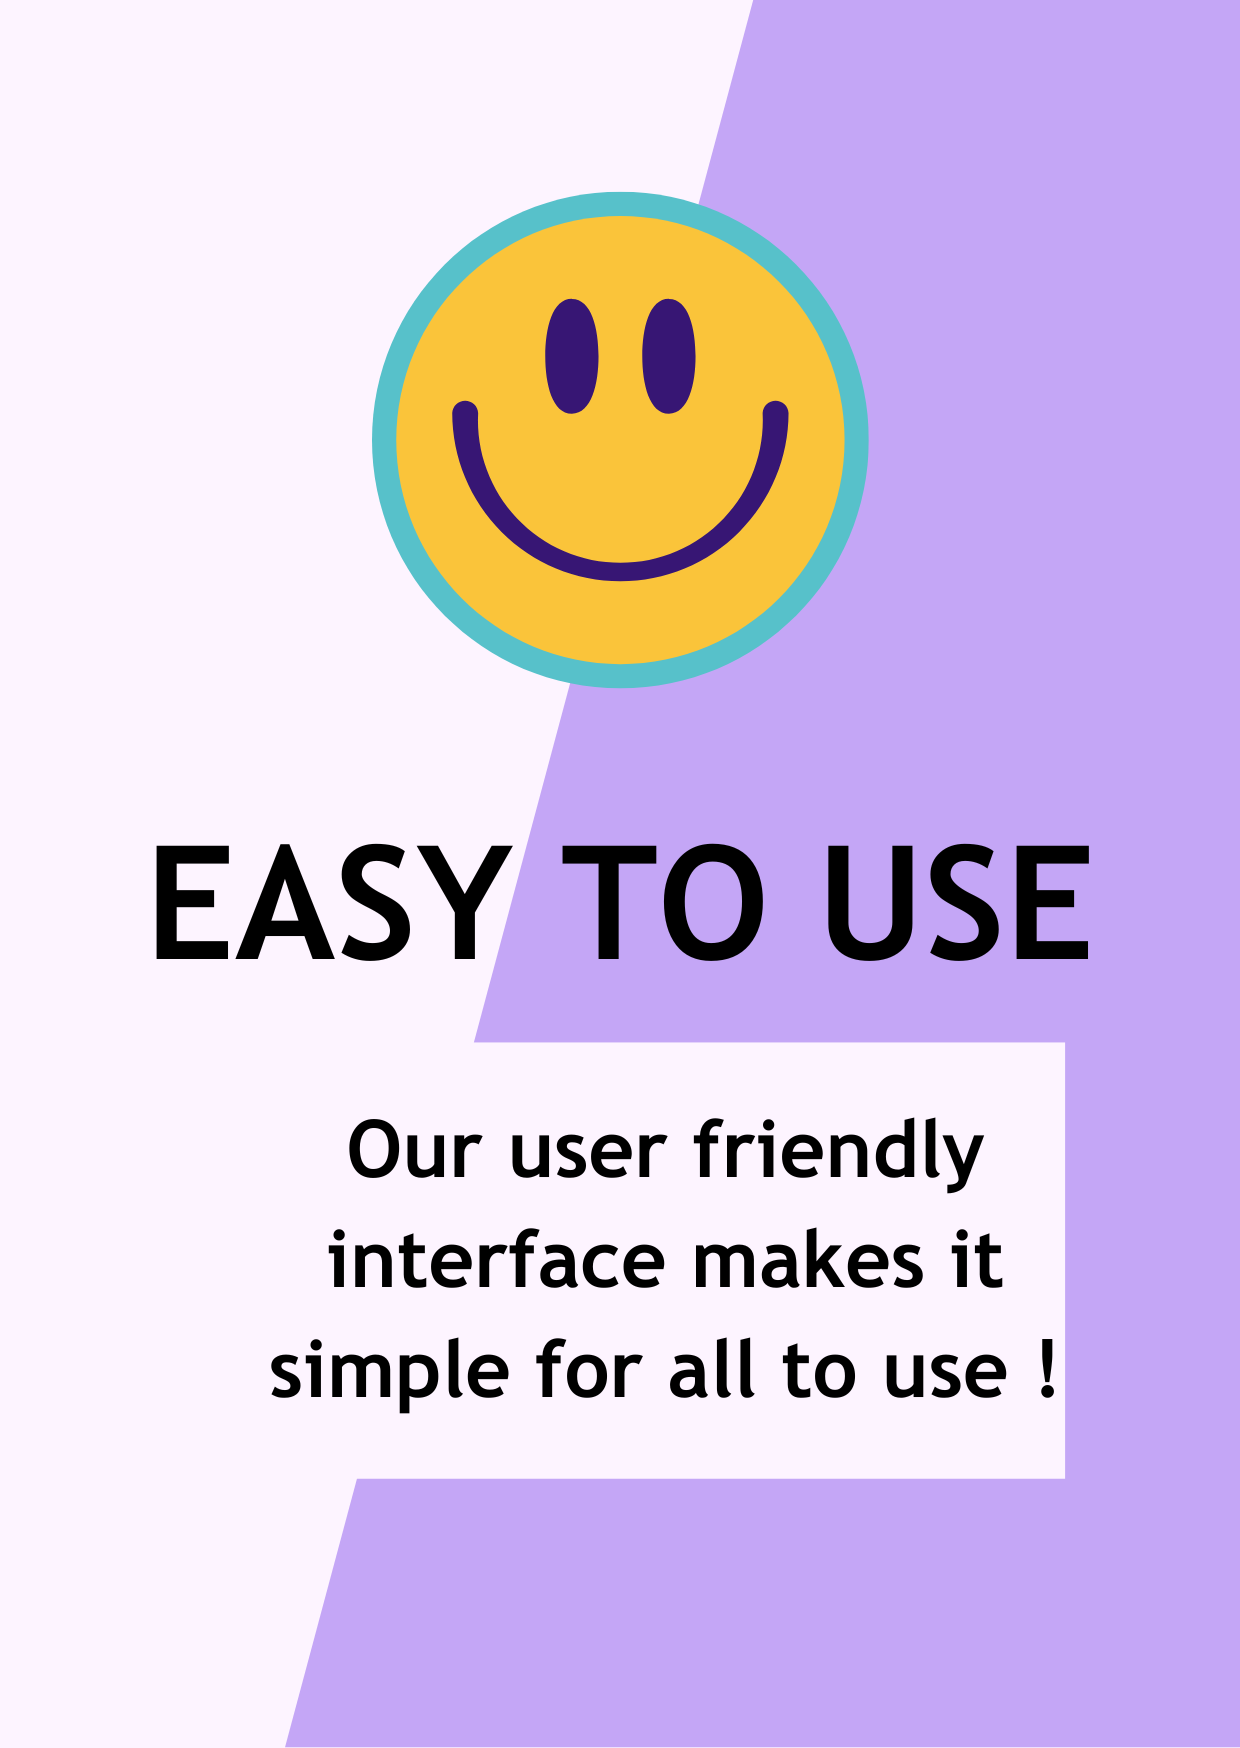 EASY TO USE
Our user friendly
interface makes it
simple for all to use !